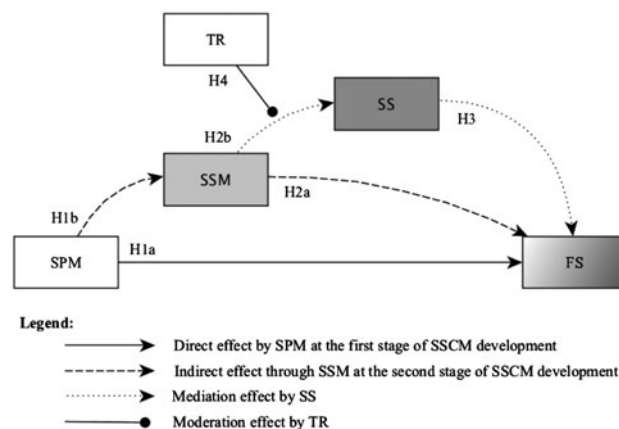 TR
H4
SS
H3
H2b
SSM
H2a
H1b
H1a
SPM
FS
Legend:
Direct effect by SPM at the first stage of SSCM development
Indirect effect through SSM at the second stage of SSCM development
Mediation effect by SS
Moderation effect by TR